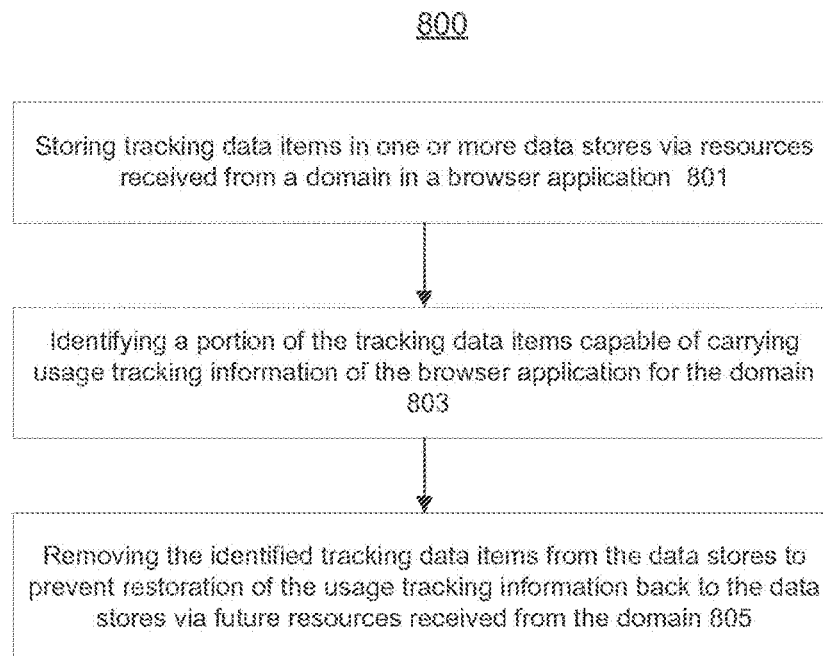 800
Storing tracking data items in one or more data stores via resources
received from a domain in a browser application 801
Identifying a portion of the tracking data items capable of carrying
usage tracking information of the browser application for the domain
803
Removing the identified tracking data items from the data stores to
prevent restoration of the usage tracking information back to the data
stores via future resources received from the domain 805